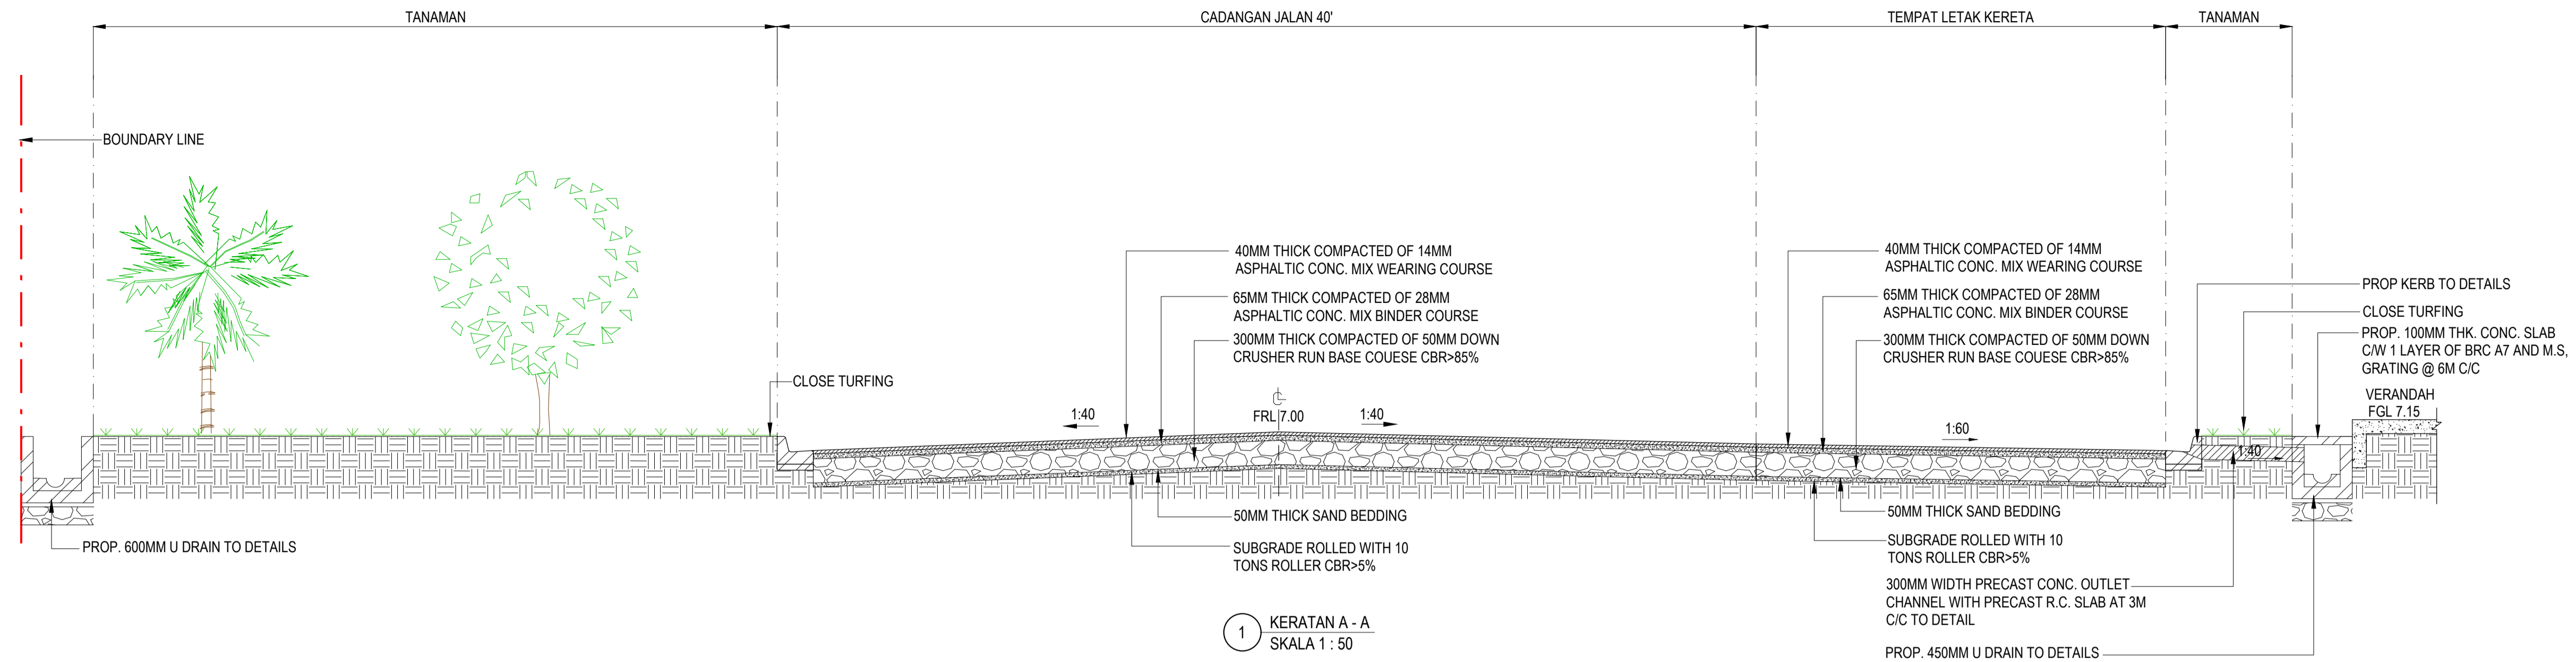 TANAMAN
CADANGAN JALAN 40'
TEMPAT LETAK KERETA
TANAMAN
BOUNDARY LINE
40MM THICK COMPACTED OF 14MM
ASPHALTIC CONC. MIX WEARING COURSE
65MM THICK COMPACTED OF 28MM
ASPHALTIC CONC. MIX BINDER COURSE
300MM THICK COMPACTED OF 50MM DOWN
CRUSHER RUN BASE COUESE CBR>85%
40MM THICK COMPACTED OF 14MM
ASPHALTIC CONC. MIX WEARING COURSE
65MM THICK COMPACTED OF 28MM
ASPHALTIC CONC. MIX BINDER COURSE
300MM THICK COMPACTED OF 50MM DOWN
CRUSHER RUN BASE COUESE CBR>85%
PROP KERB TO DETAILS
CLOSE TURFING
PROP. 100MM THK. CONC. SLAB
C/W 1 LAYER OF BRC A7 AND M.S,
GRATING @ 6M C/C
VERANDAH
FGL 7.15
CLOSE TURFING
1:40
CL
FRL 7.00
1:40
1:60
1:40
50MM THICK SAND BEDDING
SUBGRADE ROLLED WITH 10
TONS ROLLER CBR>5%
50MM THICK SAND BEDDING
SUBGRADE ROLLED WITH 10
TONS ROLLER CBR>5%
300MM WIDTH PRECAST CONC. OUTLET
CHANNEL WITH PRECAST R.C. SLAB AT 3M
C/C TO DETAIL
PROP. 450MM U DRAIN TO DETAILS
PROP. 600MM U DRAIN TO DETAILS
1
KERATAN A - A
SKALA 1 : 50